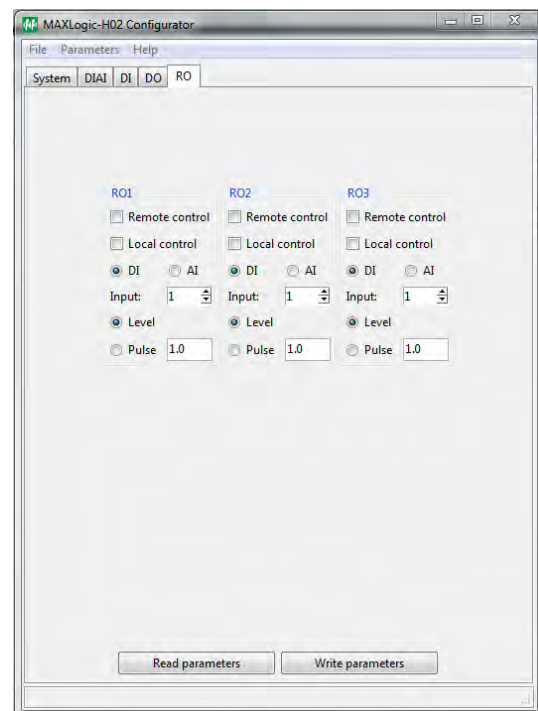 MAXLogic-H02 Configurator
File Parameters Help
System DIAI DI DO RO
RO1 RO2 RO3
Remote control Remote control Remote control
Local control Local control Local control
DI AI DI AI DI AI
Input: 1 Input: 1 Input: 1
Level Level Level
Pulse 1.0 Pulse 1.0 Pulse 1.0
Read parameters Write parameters